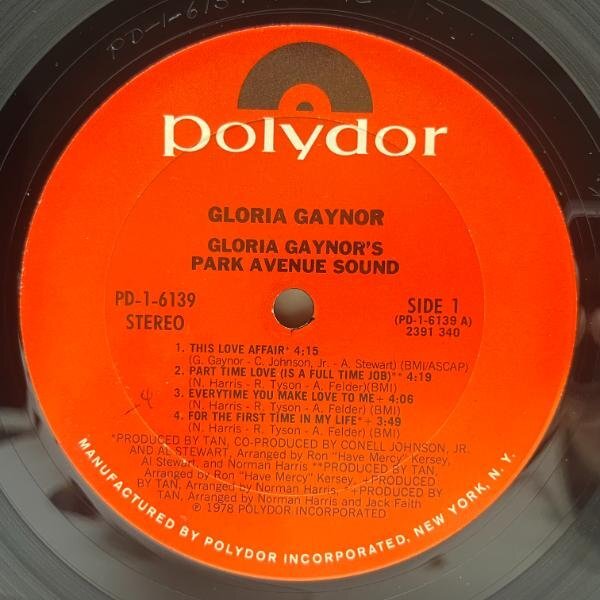 PD-1-61
polydor
GLORIA GAYNOR
GLORIA GAYNOR'S
PARK AVENUE SOUND
PD-1-6139
STEREO
SIDE 1
(PD-1-6139 A)
2391 340
1. THIS LOVE AFFAIR* 4:15
(G. Gaynor - C. Johnson, Jr. - A. Stewart) (BMI/ASCAP)
2. PART TIME LOVE (IS A FULL TIME JOB)** 4:19
(N. Harris - R. Tyson - A. Felder)(BMI)
3. EVERYTIME YOU MAKE LOVE TO ME+ 4:06
(N. Harris - R. Tyson - A. Felder)(BMI)
4. FOR THE FIRST TIME IN MY LIFE*+ 3:49
(N. Harris - R. Tyson - A. Felder)(BMI)
*PRODUCED BY TAN, CO-PRODUCED BY CONELL JOHNSON, JR.
AND AL STEWART, Arranged by Ron "Have Mercy" Kersey,
Al Stewart, and Norman Harris **PRODUCED BY TAN,
Arranged by Ron "Have Mercy" Kersey, +PRODUCED
BY TAN, Arranged by Norman Harris, *+PRODUCED BY
TAN, Arranged by Norman Harris and Jack Faith
℗ 1978 POLYDOR INCORPORATED
MANUFACTURED BY POLYDOR INCORPORATED, NEW YORK, N.Y.